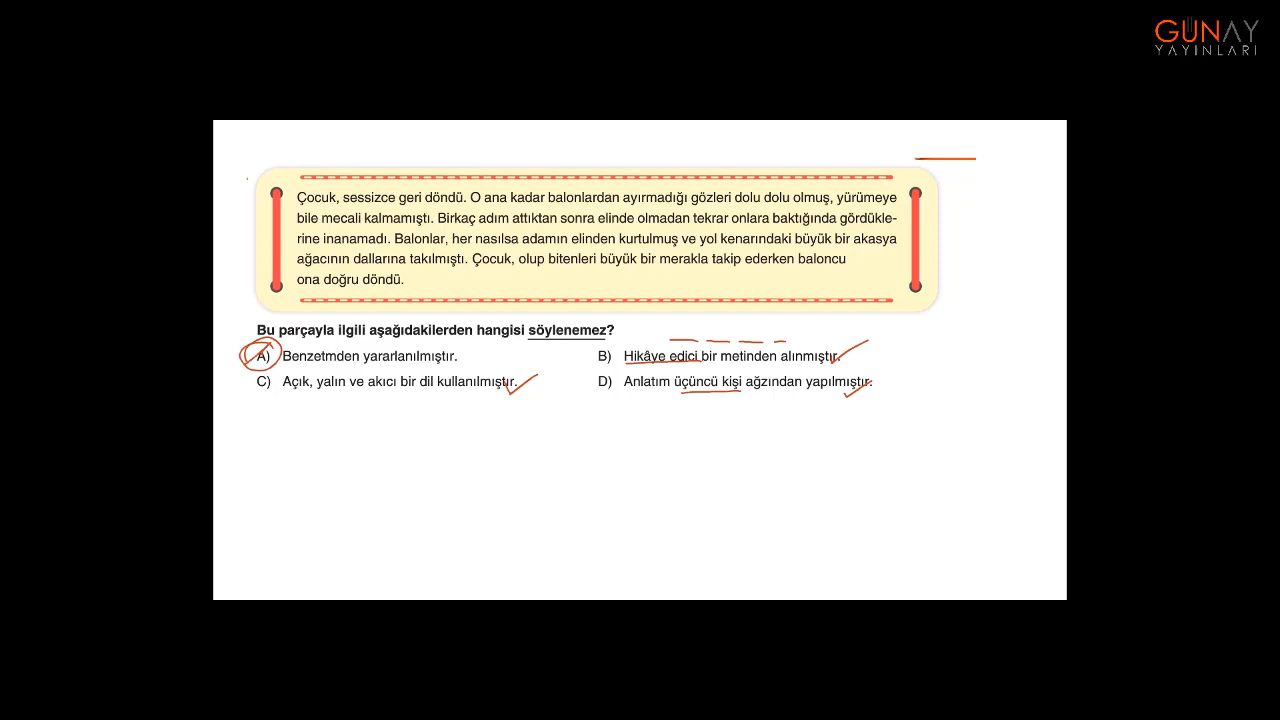 GÜNAY
YAYINLARI
Çocuk, sessizce geri döndü. O ana kadar balonlardan ayırmadığı gözleri dolu dolu olmuş, yürümeye
bile mecali kalmamıştı. Birkaç adım attıktan sonra elinde olmadan tekrar onlara baktığında gördükle-
rine inanamadı. Balonlar, her nasılsa adamın elinden kurtulmuş ve yol kenarındaki büyük bir akasya
ağacının dallarına takılmıştı. Çocuk, olup bitenleri büyük bir merakla takip ederken baloncu
ona doğru döndü.
Bu parçayla ilgili aşağıdakilerden hangisi söylenemez?
A) Benzetmden yararlanılmıştır.
B) Hikâye edici bir metinden alınmıştır.
C) Açık, yalın ve akıcı bir dil kullanılmıştır.
D) Anlatım üçüncü kişi ağzından yapılmıştır.